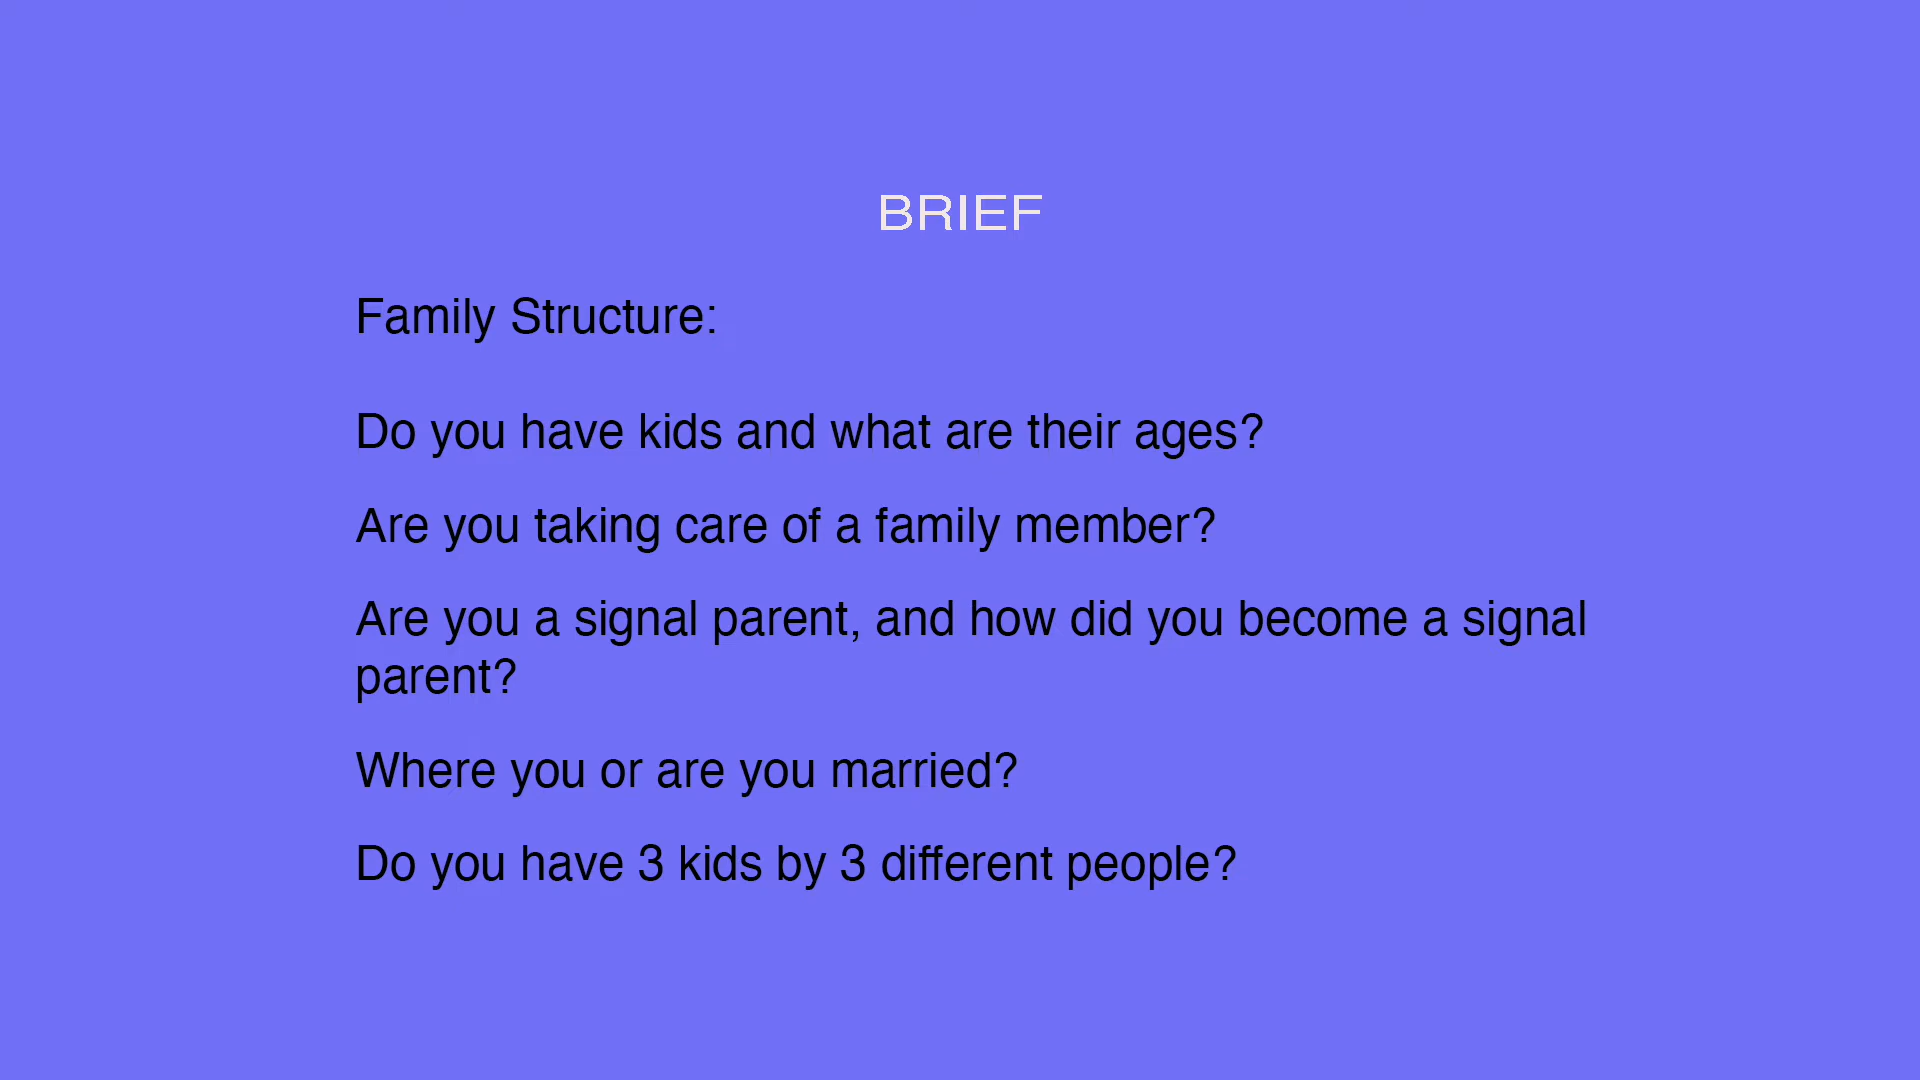 BRIEF
Family Structure:
Do you have kids and what are their ages?
Are you taking care of a family member?
Are you a signal parent, and how did you become a signal
parent?
Where you or are you married?
Do you have 3 kids by 3 different people?